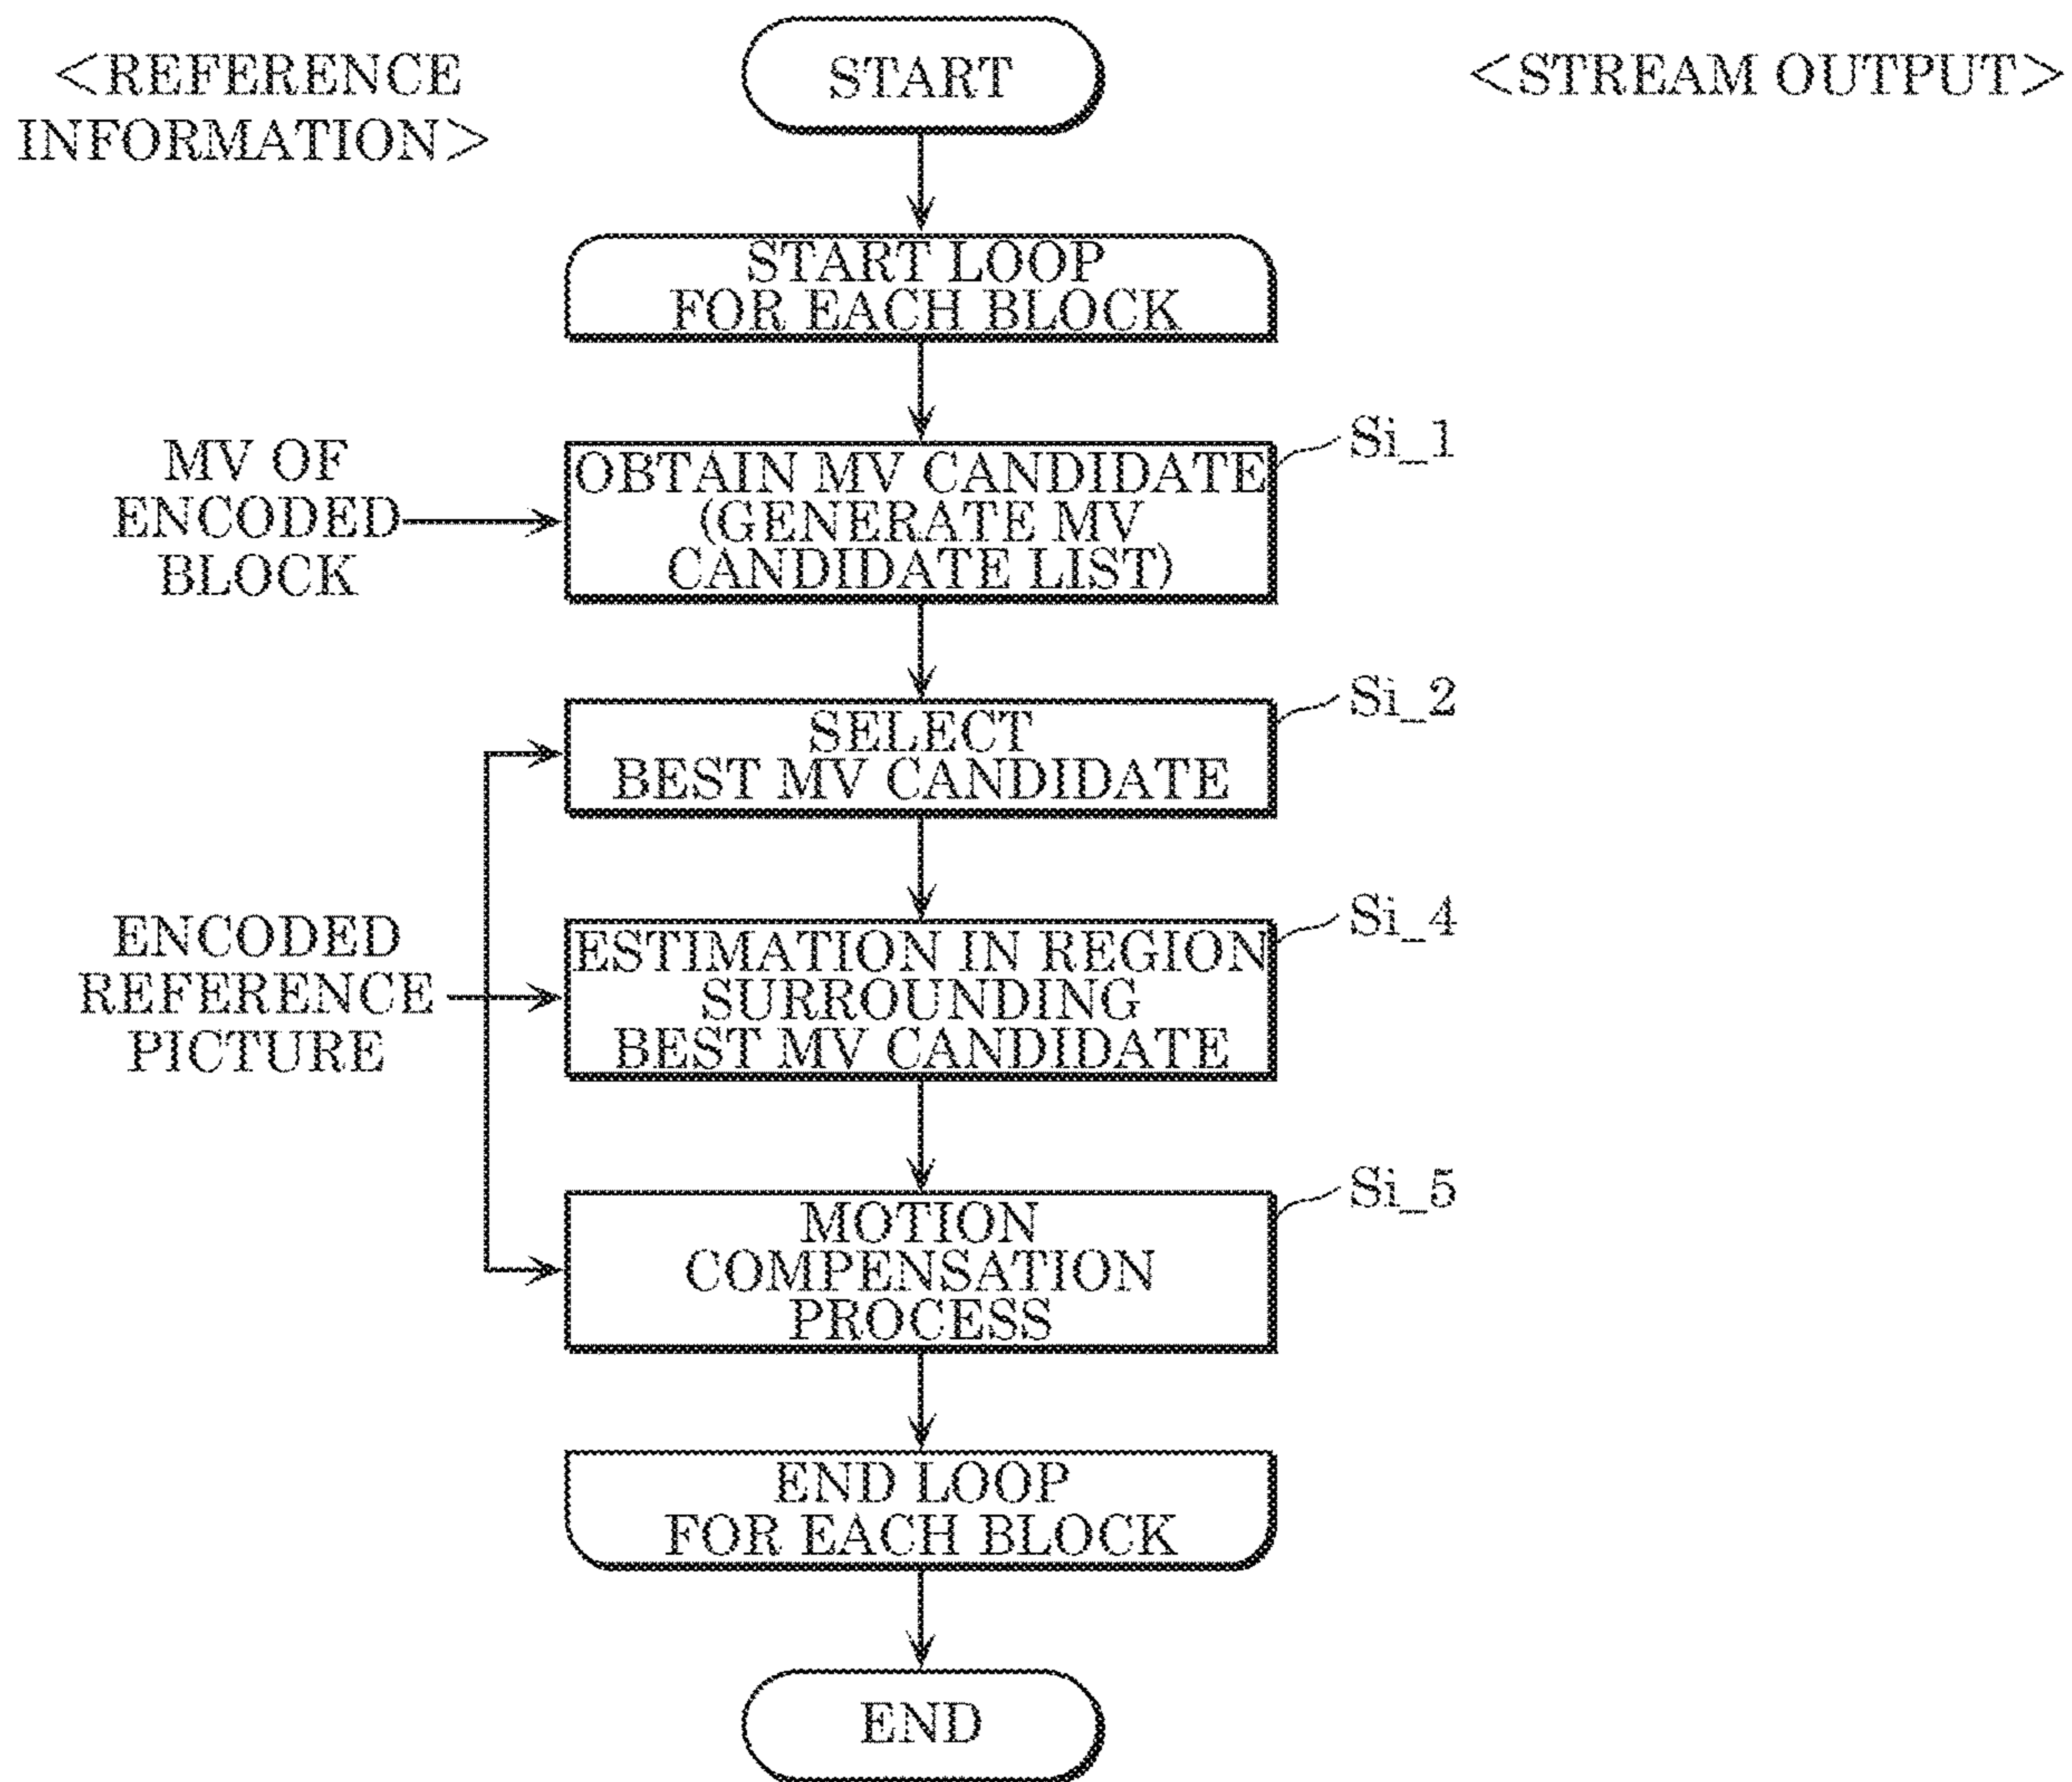 <REFERENCE
INFORMATION>
START
<STREAM OUTPUT>
START LOOP
FOR EACH BLOCK
MV OF
ENCODED
BLOCK
OBTAIN MV CANDIDATE
(GENERATE MV
CANDIDATE LIST)
Si_1
SELECT
BEST MV CANDIDATE
Si_2
ENCODED
REFERENCE
PICTURE
ESTIMATION IN REGION
SURROUNDING
BEST MV CANDIDATE
Si_4
MOTION
COMPENSATION
PROCESS
Si_5
END LOOP
FOR EACH BLOCK
END